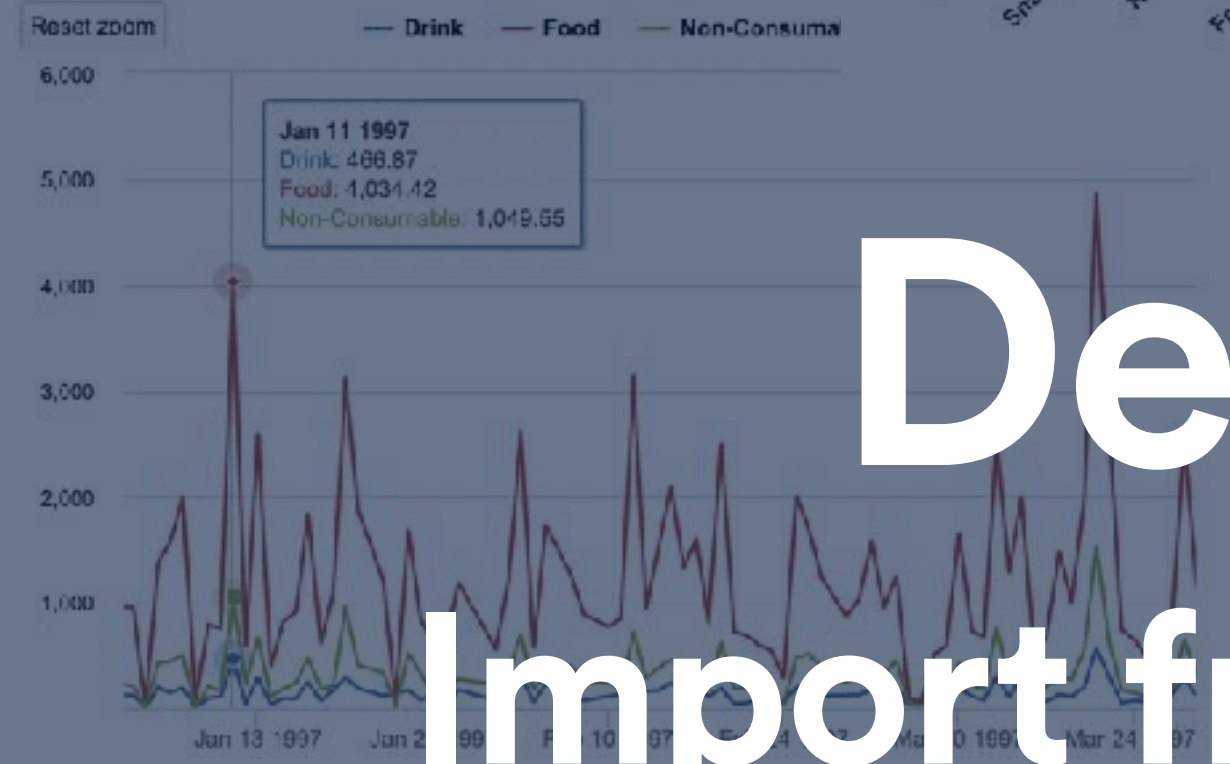 Reset zoom
Drink
Food
Non-Consuma
6,000
Jan 11 1997
Drink: 466.87
Food: 4,034.42
Non-Consumable: 1,049.55
5,000
4,000
De
3,000
2,000
1,000
Import f
Jan 13 1997
Mar 24